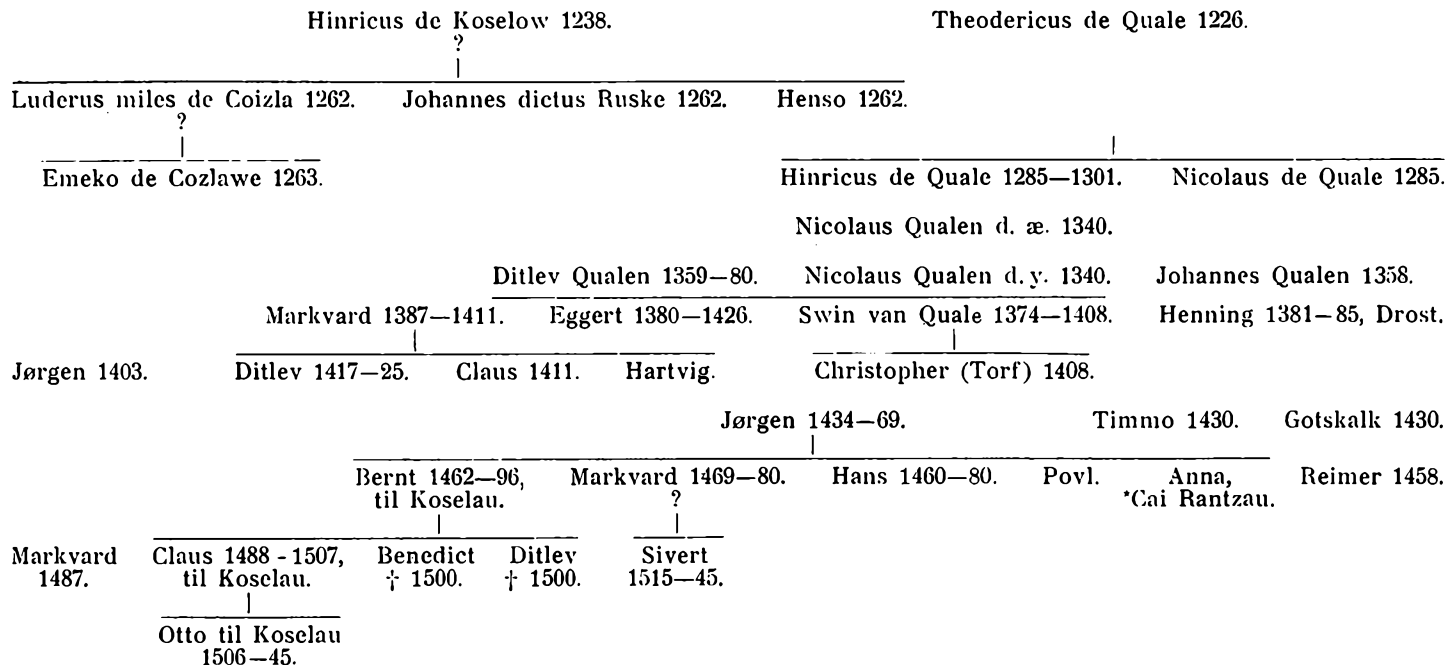 Hinricus de Koselow 1238. Theodericus de Quale 1226.
?
Luderus miles de Coizla 1262. Johannes dictus Ruske 1262. Henso 1262.
?
Emeko de Cozlawe 1263. Hinricus de Quale 1285—1301. Nicolaus de Quale 1285.
Nicolaus Qualen d. æ. 1340.
Ditlev Qualen 1359—80. Nicolaus Qualen d. y. 1340. Johannes Qualen 1358.
Markvard 1387—1411. Eggert 1380—1426. Swin van Quale 1374—1408. Henning 1381—85, Drost.
Jørgen 1403. Ditlev 1417—25. Claus 1411. Hartvig. Christopher (Torf) 1408.
Jørgen 1434—69. Timmo 1430. Gotskalk 1430.
Bernt 1462—96, Markvard 1469—80. Hans 1460—80. Povl. Anna, Reimer 1458.
til Koselau. ? *Cai Rantzau.
Markvard Claus 1488-1507, Benedict Ditlev Sivert
1487. til Koselau. † 1500. † 1500. 1515—45.
Otto til Koselau
1506—45.